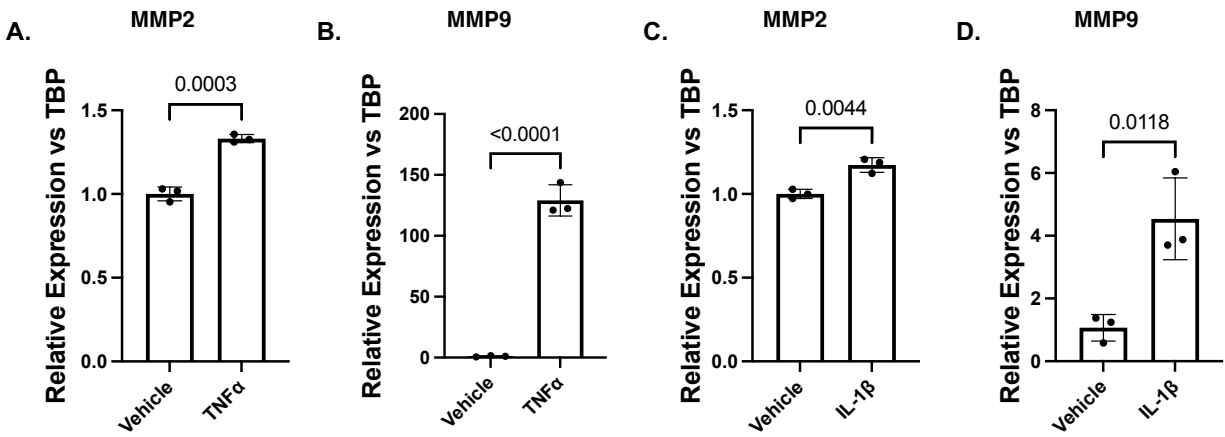 A.
MMP2
Relative Expression vs TBP
0.0003
1.5
1.0
0.5
0.0
Vehicle
TNFα
B.
MMP9
Relative Expression vs TBP
<0.0001
200
150
100
50
0
Vehicle
TNFα
C.
MMP2
Relative Expression vs TBP
0.0044
1.5
1.0
0.5
0.0
Vehicle
IL-1β
D.
MMP9
Relative Expression vs TBP
0.0118
8
6
4
2
0
Vehicle
IL-1β